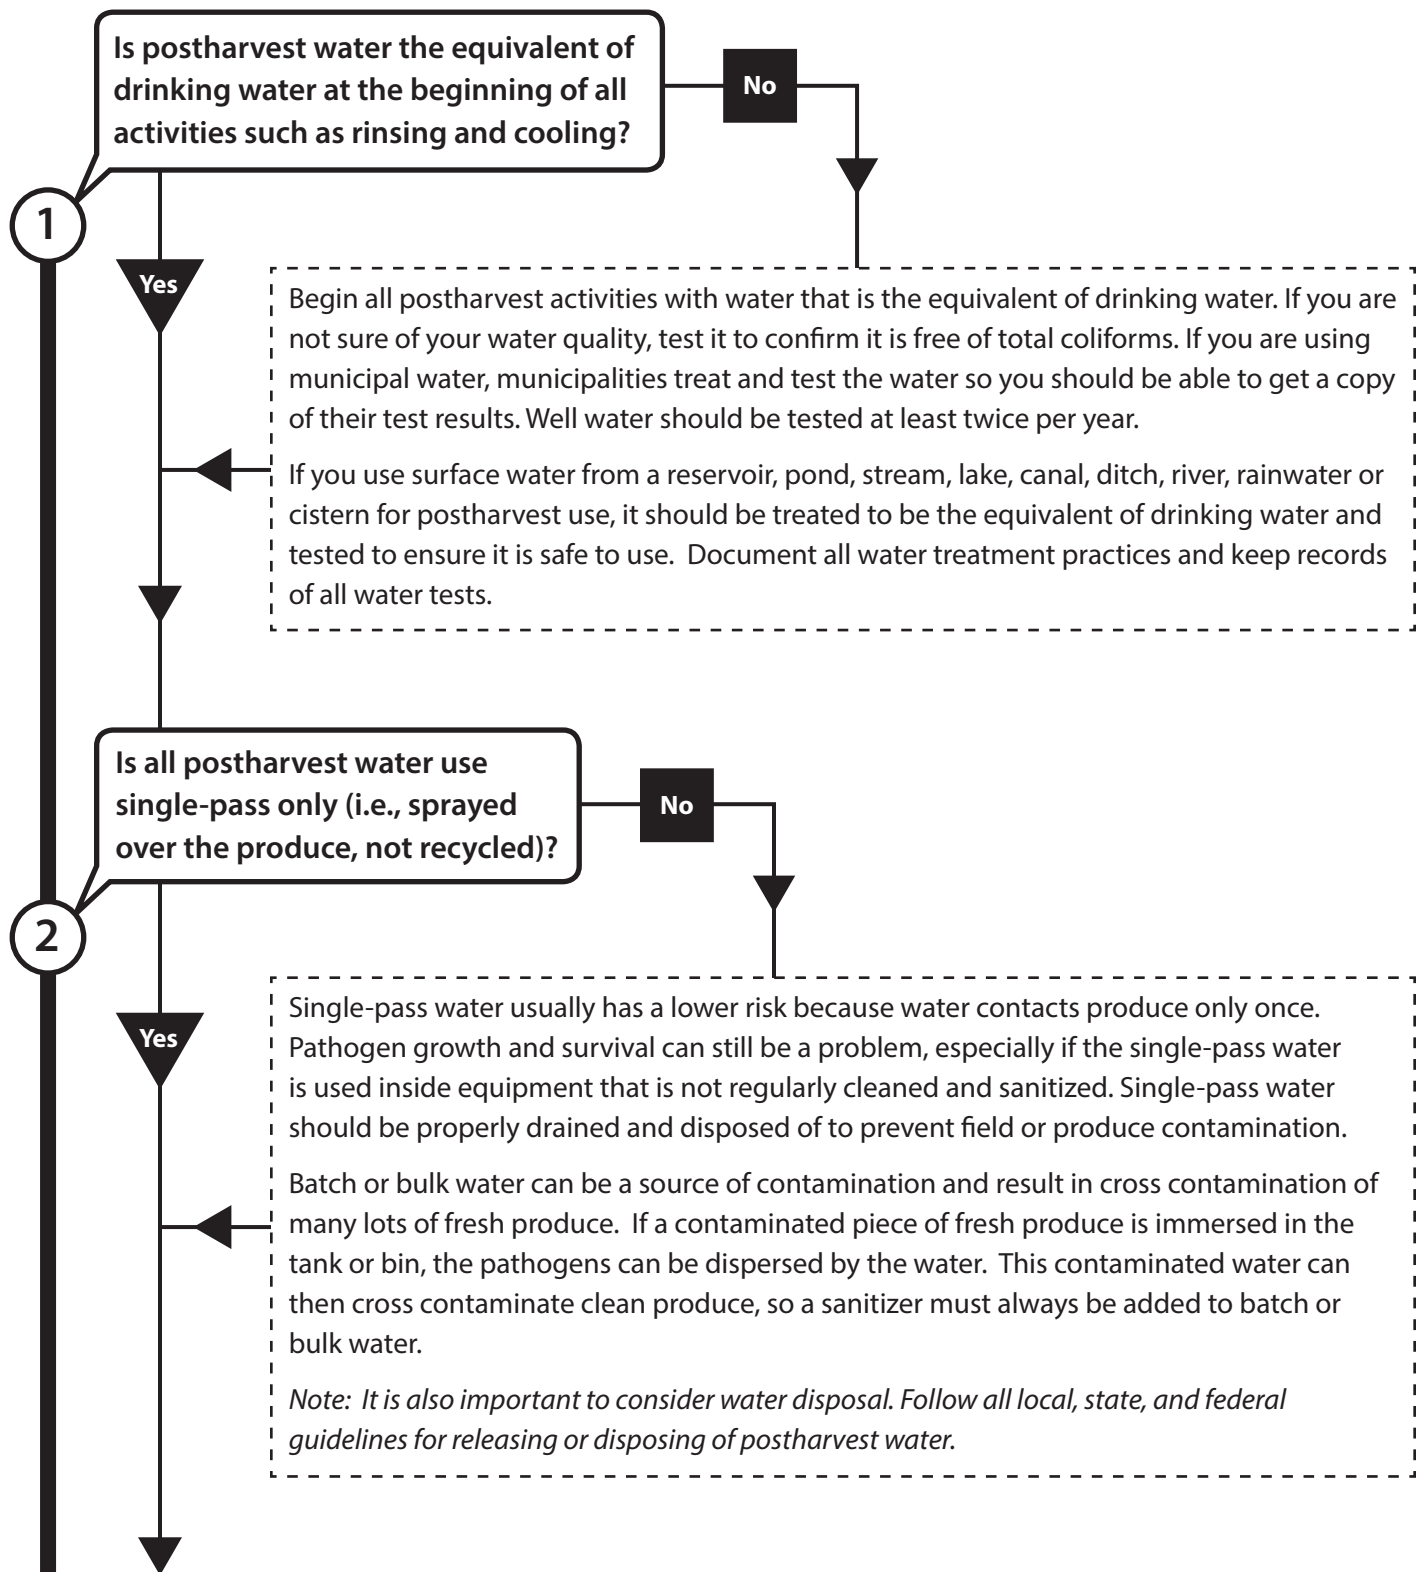 Is postharvest water the equivalent of
drinking water at the beginning of all
activities such as rinsing and cooling?
No
1
Yes
Begin all postharvest activities with water that is the equivalent of drinking water. If you are
not sure of your water quality, test it to confirm it is free of total coliforms. If you are using
municipal water, municipalities treat and test the water so you should be able to get a copy
of their test results. Well water should be tested at least twice per year.
If you use surface water from a reservoir, pond, stream, lake, canal, ditch, river, rainwater or
cistern for postharvest use, it should be treated to be the equivalent of drinking water and
tested to ensure it is safe to use. Document all water treatment practices and keep records
of all water tests.
Is all postharvest water use
single-pass only (i.e., sprayed
over the produce, not recycled)?
No
2
Yes
Single-pass water usually has a lower risk because water contacts produce only once.
Pathogen growth and survival can still be a problem, especially if the single-pass water
is used inside equipment that is not regularly cleaned and sanitized. Single-pass water
should be properly drained and disposed of to prevent field or produce contamination.
Batch or bulk water can be a source of contamination and result in cross contamination of
many lots of fresh produce. If a contaminated piece of fresh produce is immersed in the
tank or bin, the pathogens can be dispersed by the water. This contaminated water can
then cross contaminate clean produce, so a sanitizer must always be added to batch or
bulk water.
Note: It is also important to consider water disposal. Follow all local, state, and federal
guidelines for releasing or disposing of postharvest water.